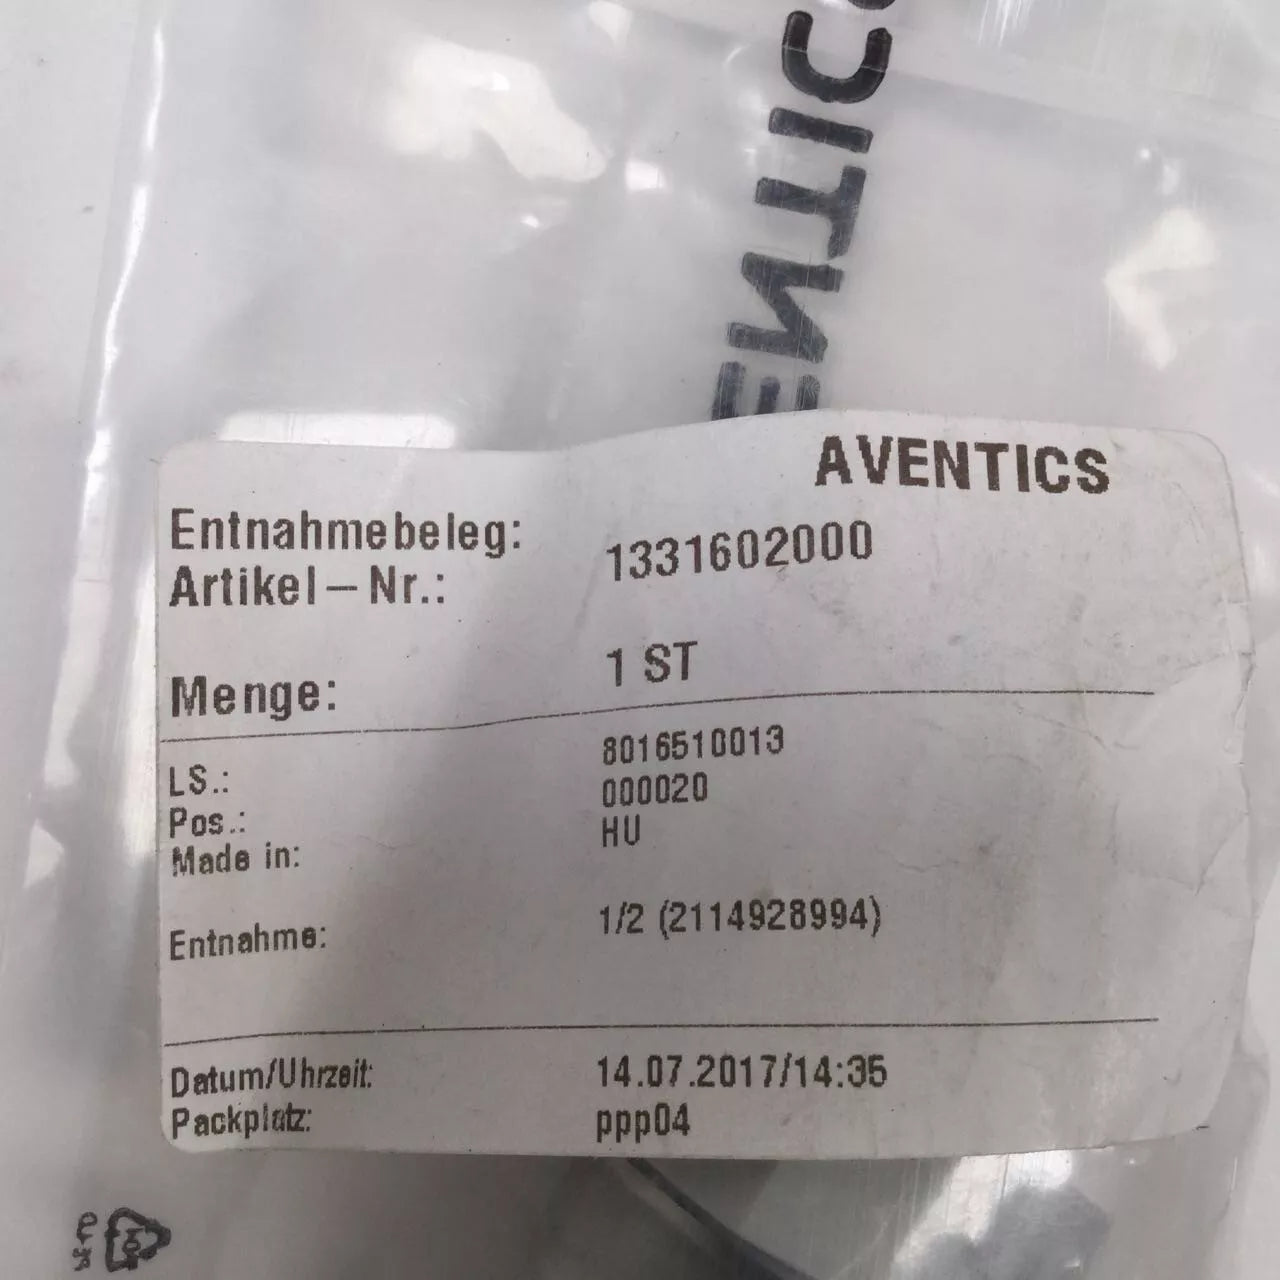 AVENTICS
Entnahmebeleg:
Artikel-Nr.: 1331602000
Menge: 1 ST
LS.: 8016510013
Pos.: 000020
Made in: HU
Entnahme: 1/2 (2114928994)
Datum/Uhrzeit: 14.07.2017/14:35
Packplatz: ppp04